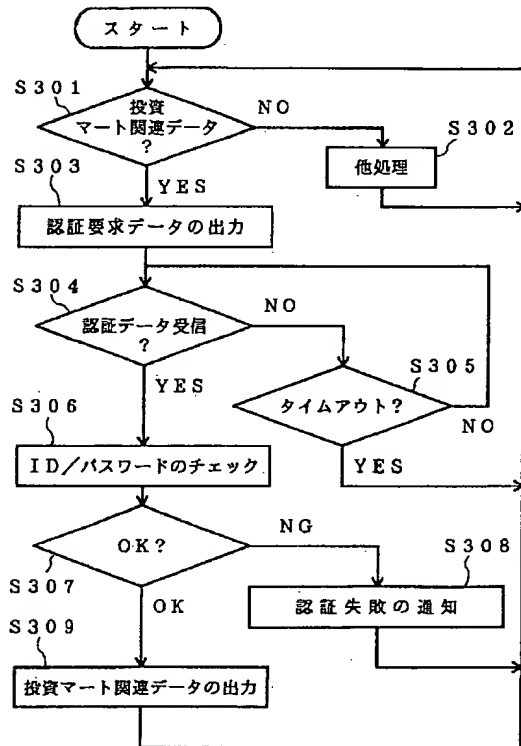 スタート
S301
投資
マート関連データ
?
NO
S302
他処理
YES
S303
認証要求データの出力
S304
認証データ受信
?
NO
S305
タイムアウト?
NO
YES
YES
S306
ID/パスワードのチェック
OK?
NG
S307
OK
S308
認証失敗の通知
S309
投資マート関連データの出力